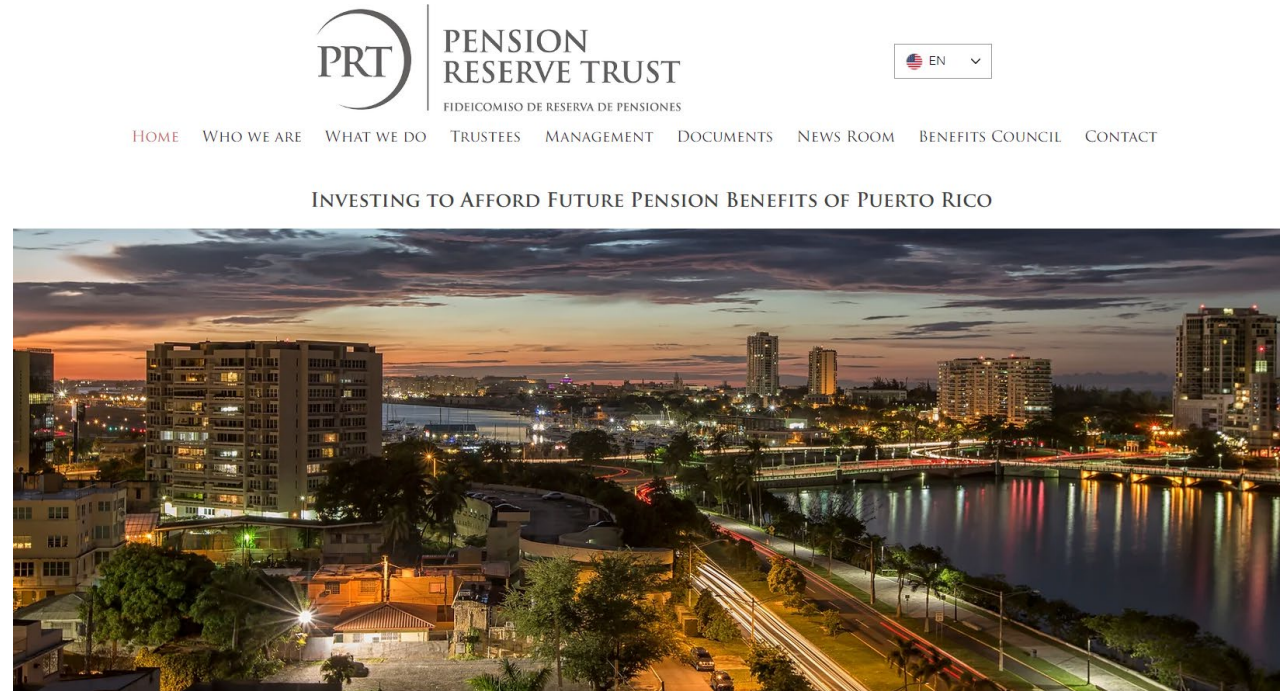 PRT
PENSION
RESERVE TRUST
FIDEICOMISO DE RESERVA DE PENSIONES
EN
HOME WHO WE ARE WHAT WE DO TRUSTEES MANAGEMENT DOCUMENTS NEWS ROOM BENEFITS COUNCIL CONTACT
INVESTING TO AFFORD FUTURE PENSION BENEFITS OF PUERTO RICO